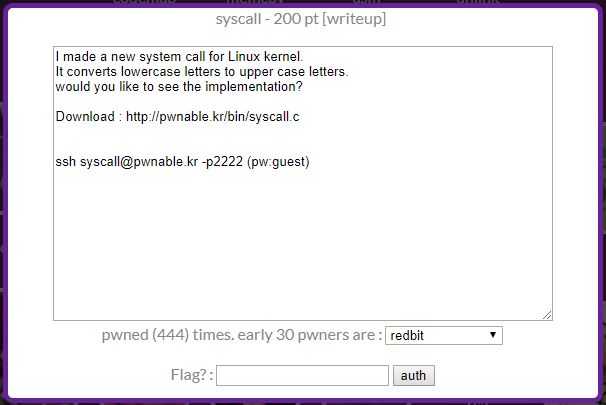 syscall - 200 pt [writeup]
I made a new system call for Linux kernel.
It converts lowercase letters to upper case letters.
would you like to see the implementation?
Download : http://pwnable.kr/bin/syscall.c
ssh syscall@pwnable.kr -p2222 (pw:guest)
pwned (444) times. early 30 pwners are : redbit
Flag? : auth